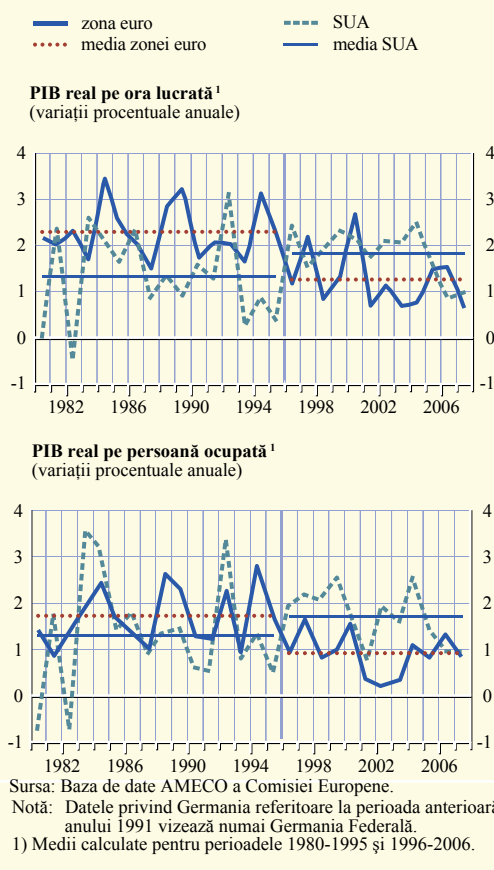 zona euro
media zonei euro
SUA
media SUA
PIB real pe ora lucrată 1
(variații procentuale anuale)
4 4
3 3
2 2
1 1
0 0
-1 -1
1982 1986 1990 1994 1998 2002 2006
PIB real pe persoană ocupată 1
(variații procentuale anuale)
4 4
3 3
2 2
1 1
0 0
-1 -1
1982 1986 1990 1994 1998 2002 2006
Sursa: Baza de date AMECO a Comisiei Europene.
Notă: Datele privind Germania referitoare la perioada anterioară
anului 1991 vizează numai Germania Federală.
1) Medii calculate pentru perioadele 1980-1995 și 1996-2006.